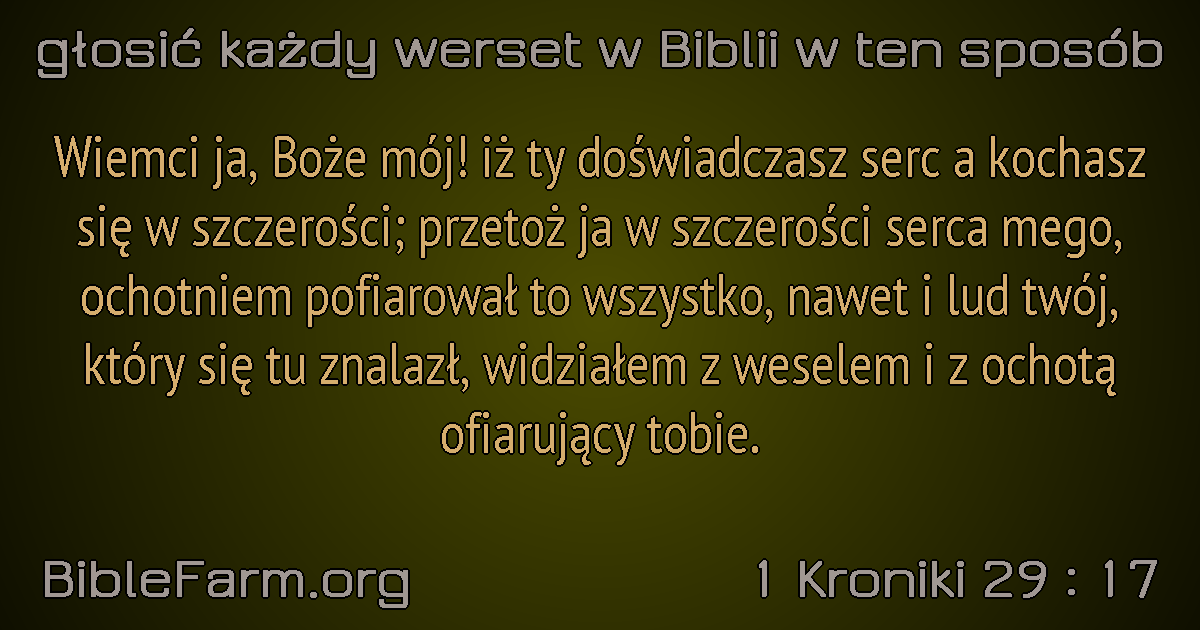 głosić każdy werset w Biblii w ten sposób
Wiemci ja, Boże mój! iż ty doświadczasz serc a kochasz
się w szczerości; przetoż ja w szczerości serca mego,
ochotniem pofiarował to wszystko, nawet i lud twój,
który się tu znalazł, widziałem z weselem i z ochotą
ofiarujący tobie.
BibleFarm.org
1 Kroniki 29 : 17